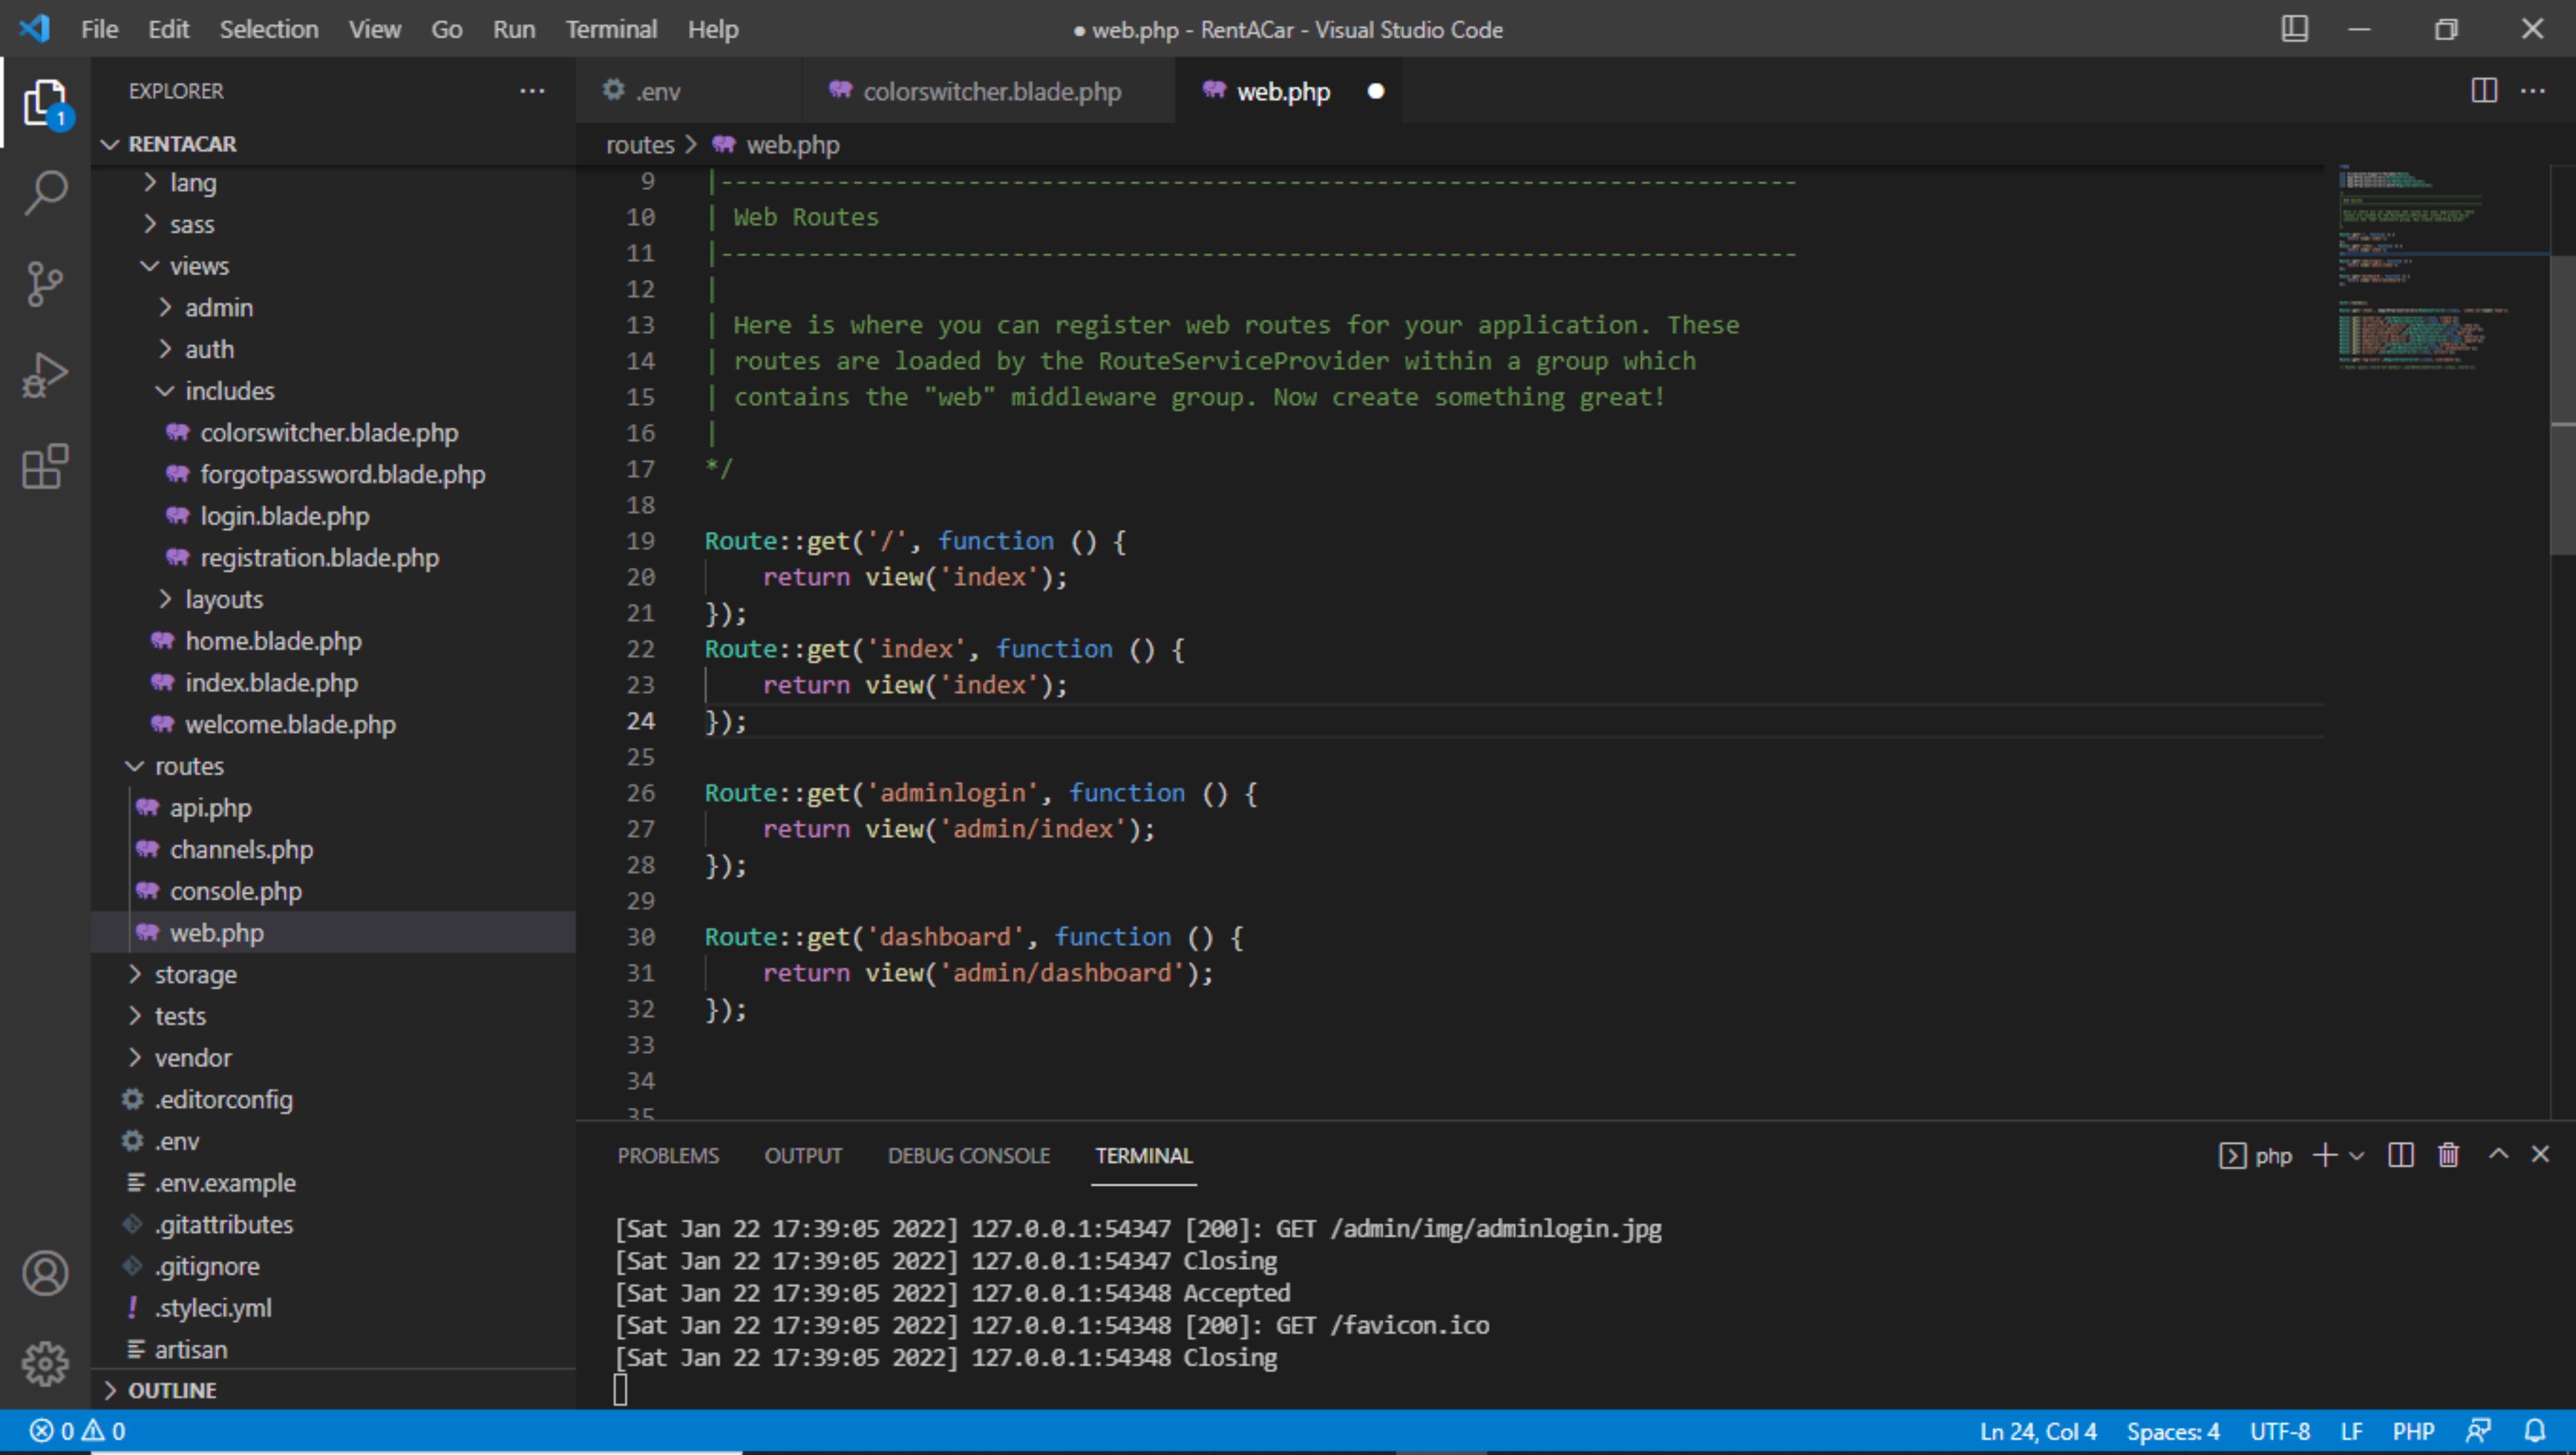 File Edit Selection View Go Run Terminal Help
● web.php - RentACar - Visual Studio Code
EXPLORER
1
RENTACAR
lang
sass
views
admin
auth
includes
colorswitcher.blade.php
forgotpassword.blade.php
login.blade.php
registration.blade.php
layouts
home.blade.php
index.blade.php
welcome.blade.php
routes
api.php
channels.php
console.php
web.php
storage
tests
vendor
.editorconfig
.env
.env.example
.gitattributes
.gitignore
.styleci.yml
artisan
OUTLINE
.env colorswitcher.blade.php web.php
routes > web.php
9 |--------------------------------------------------------------------------
10 | Web Routes
11 |--------------------------------------------------------------------------
12 |
13 | Here is where you can register web routes for your application. These
14 | routes are loaded by the RouteServiceProvider within a group which
15 | contains the "web" middleware group. Now create something great!
16 |
17 */
18
19 Route::get('/', function () {
20 return view('index');
21 });
22 Route::get('index', function () {
23 return view('index');
24 });
25
26 Route::get('adminlogin', function () {
27 return view('admin/index');
28 });
29
30 Route::get('dashboard', function () {
31 return view('admin/dashboard');
32 });
33
34
35
PROBLEMS OUTPUT DEBUG CONSOLE TERMINAL
php
[Sat Jan 22 17:39:05 2022] 127.0.0.1:54347 [200]: GET /admin/img/adminlogin.jpg
[Sat Jan 22 17:39:05 2022] 127.0.0.1:54347 Closing
[Sat Jan 22 17:39:05 2022] 127.0.0.1:54348 Accepted
[Sat Jan 22 17:39:05 2022] 127.0.0.1:54348 [200]: GET /favicon.ico
[Sat Jan 22 17:39:05 2022] 127.0.0.1:54348 Closing
0 0
Ln 24, Col 4 Spaces: 4 UTF-8 LF PHP